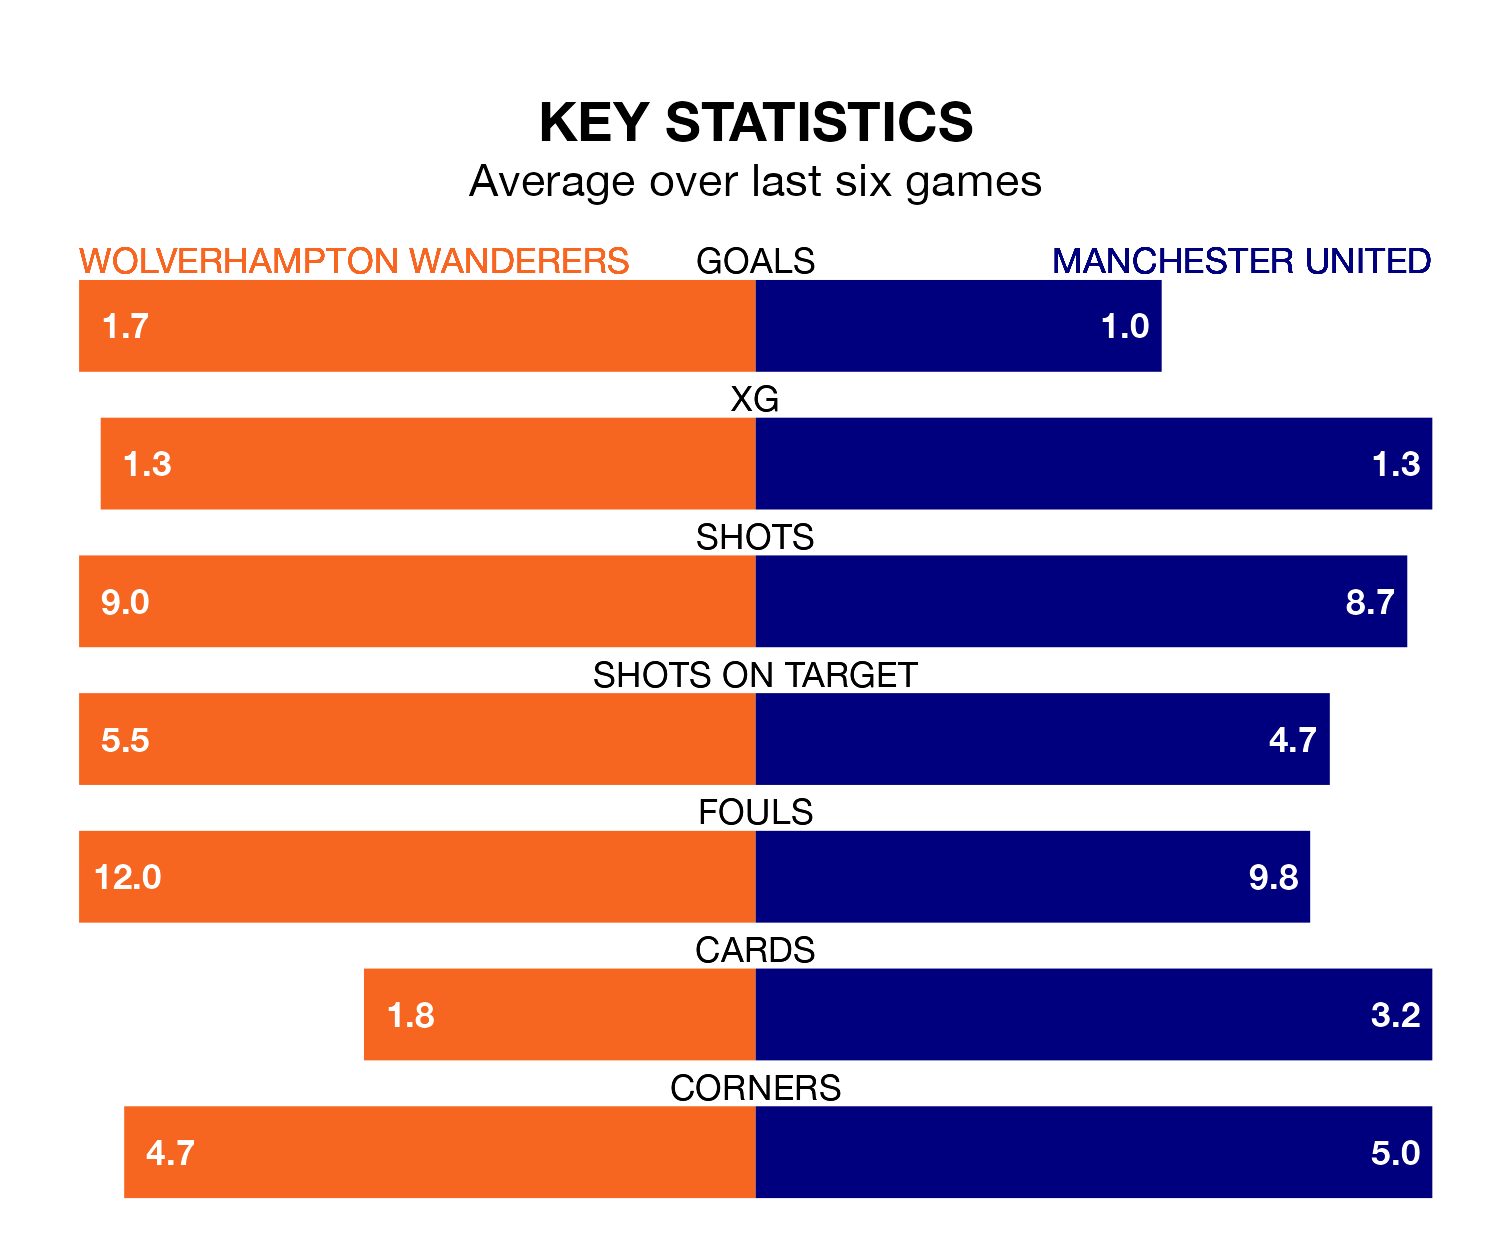 KEY STATISTICS
Average over last six games
WOLVERHAMPTON WANDERERS GOALS MANCHESTER UNITED
1.7 1.0
XG
1.3 1.3
SHOTS
9.0 8.7
SHOTS ON TARGET
5.5 4.7
FOULS
12.0 9.8
CARDS
1.8 3.2
CORNERS
4.7 5.0